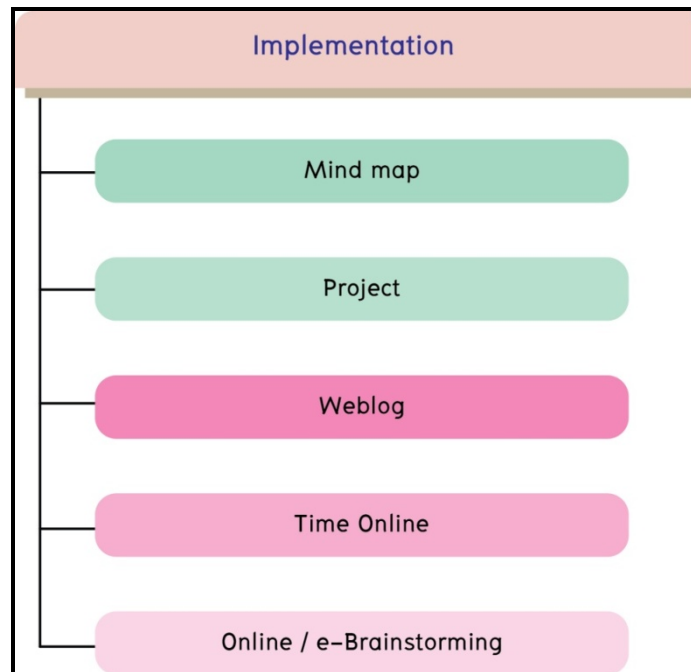 Implementation
Mind map
Project
Weblog
Time Online
Online / e-Brainstorming